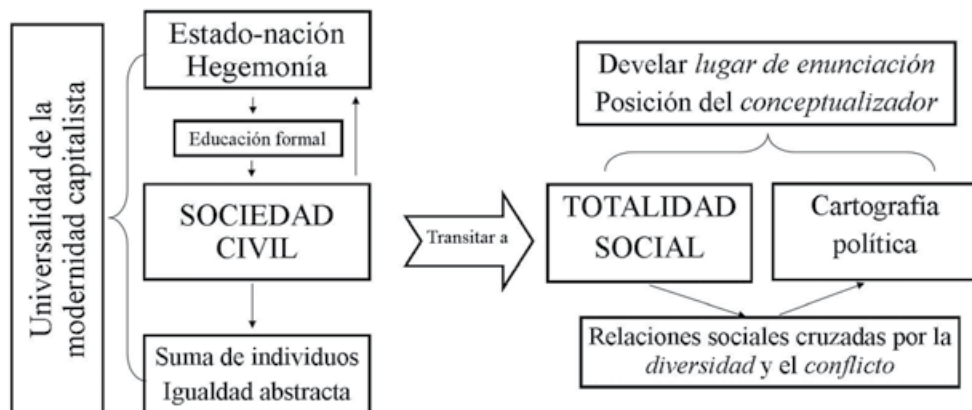 Universalidad de la
modernidad capitalista
Estado-nación
Hegemonía
Educación formal
SOCIEDAD
CIVIL
Suma de individuos
Igualdad abstracta
Transitar a
Develar lugar de enunciación
Posición del conceptualizador
TOTALIDAD
SOCIAL
Cartografía
política
Relaciones sociales cruzadas por la
diversidad y el conflicto